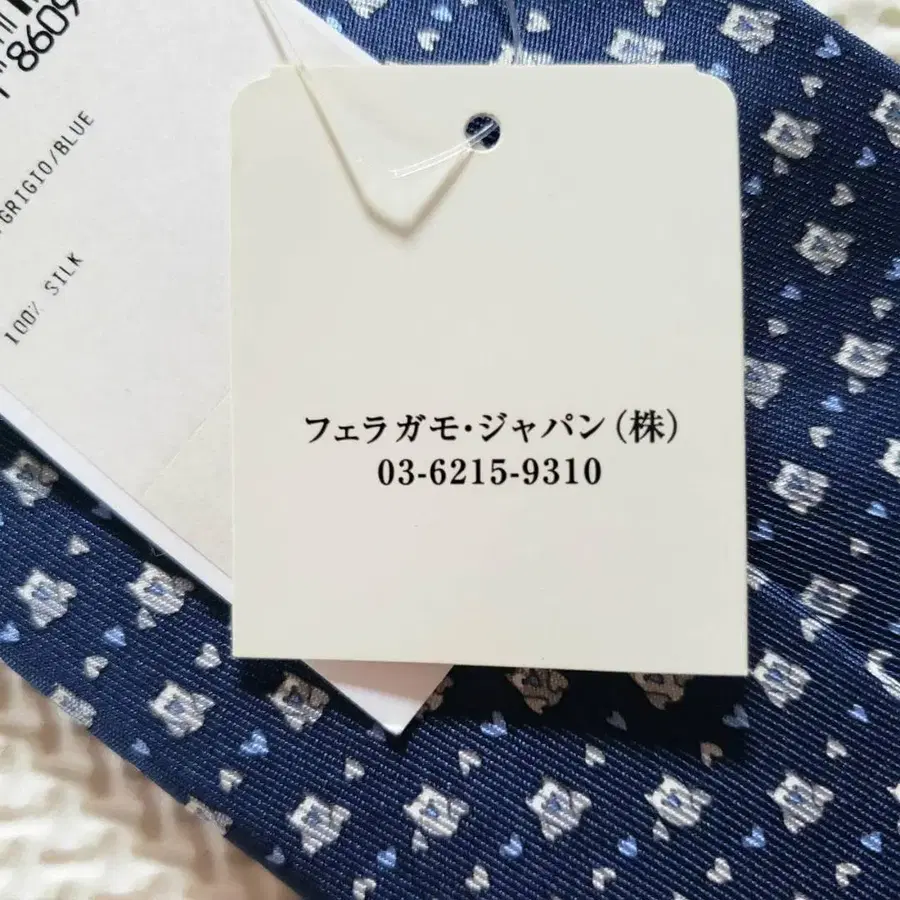 8609
GRIGIO/BLUE
100% SILK
フェラガモ・ジャパン(株)
03-6215-9310